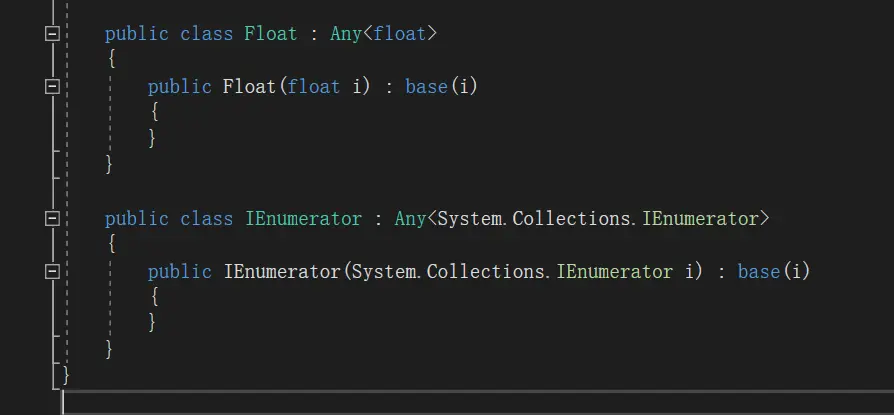 public class Float : Any<float>
{
public Float(float i) : base(i)
{
}
}
public class IEnumerator : Any<System.Collections.IEnumerator>
{
public IEnumerator(System.Collections.IEnumerator i) : base(i)
{
}
}
}